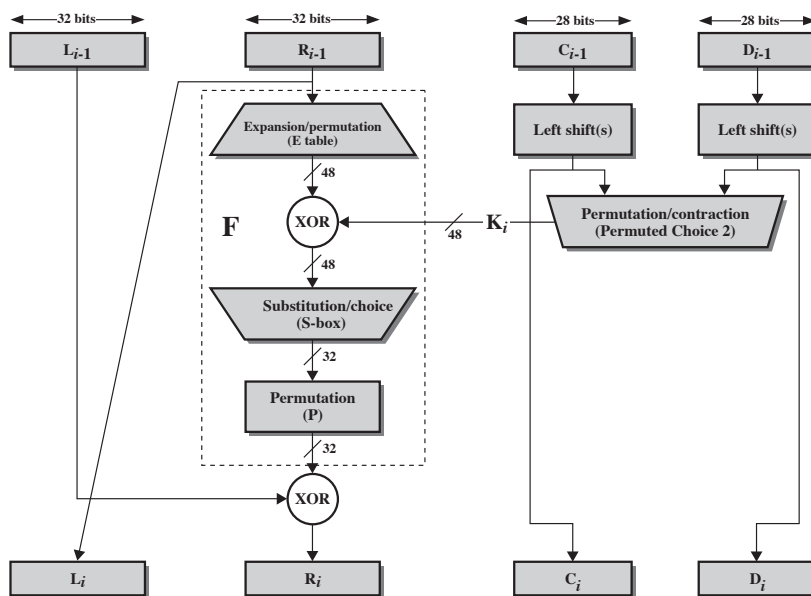 32 bits
32 bits
28 bits
28 bits
Li-1
Ri-1
Ci-1
Di-1
Expansion/permutation
(E table)
Left shift(s)
Left shift(s)
48
F
XOR
48
Ki
Permutation/contraction
(Permuted Choice 2)
48
Substitution/choice
(S-box)
32
Permutation
(P)
32
XOR
Li
Ri
Ci
Di